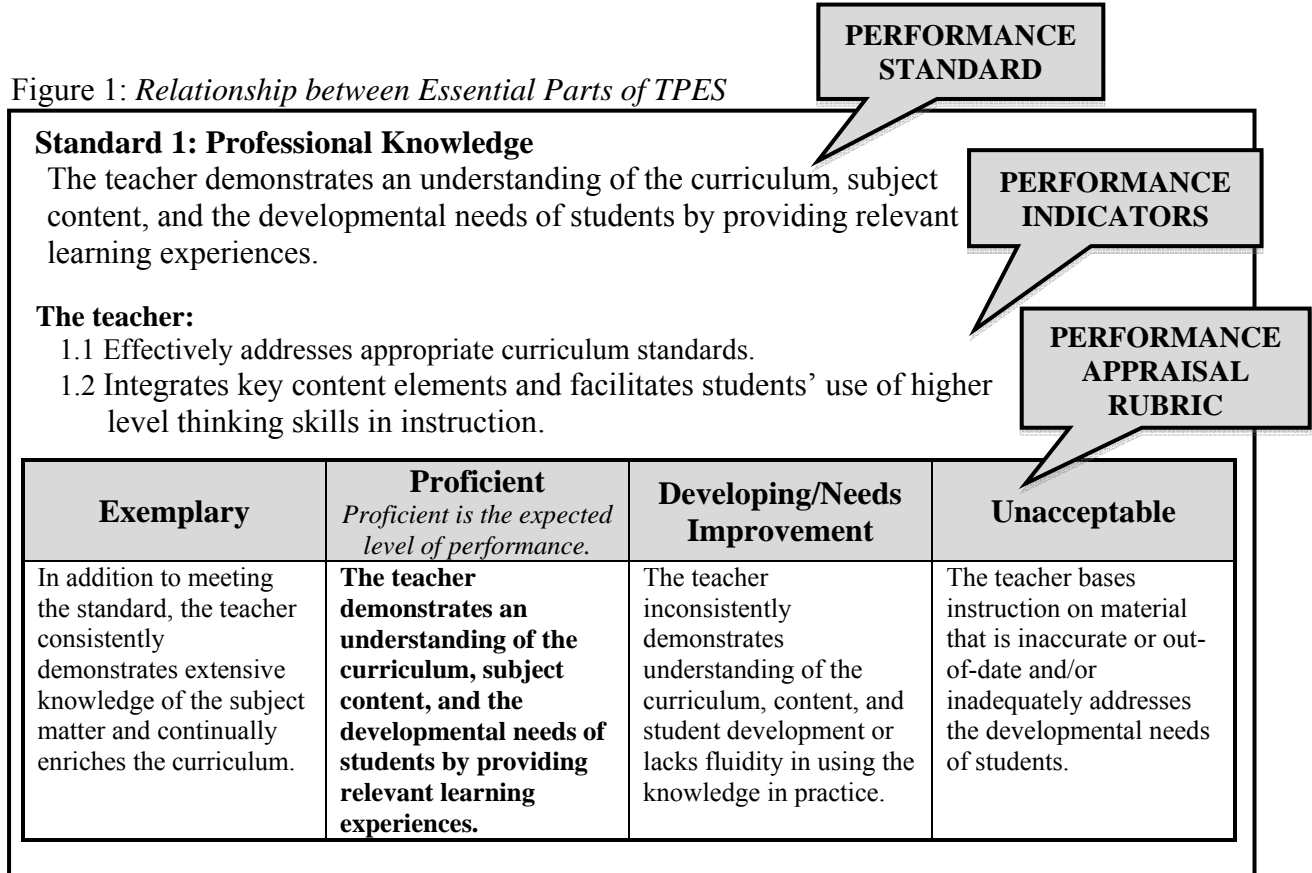 PERFORMANCE
STANDARD
Figure 1: Relationship between Essential Parts of TPES
Standard 1: Professional Knowledge
The teacher demonstrates an understanding of the curriculum, subject
content, and the developmental needs of students by providing relevant
learning experiences.
PERFORMANCE
INDICATORS
The teacher:
1.1 Effectively addresses appropriate curriculum standards.
1.2 Integrates key content elements and facilitates students’ use of higher
level thinking skills in instruction.
PERFORMANCE
APPRAISAL
RUBRIC
Exemplary
Proficient
Proficient is the expected
level of performance.
Developing/Needs
Improvement
Unacceptable
In addition to meeting
the standard, the teacher
consistently
demonstrates extensive
knowledge of the subject
matter and continually
enriches the curriculum.
The teacher
demonstrates an
understanding of the
curriculum, subject
content, and the
developmental needs of
students by providing
relevant learning
experiences.
The teacher
inconsistently
demonstrates
understanding of the
curriculum, content, and
student development or
lacks fluidity in using the
knowledge in practice.
The teacher bases
instruction on material
that is inaccurate or out-
of-date and/or
inadequately addresses
the developmental needs
of students.